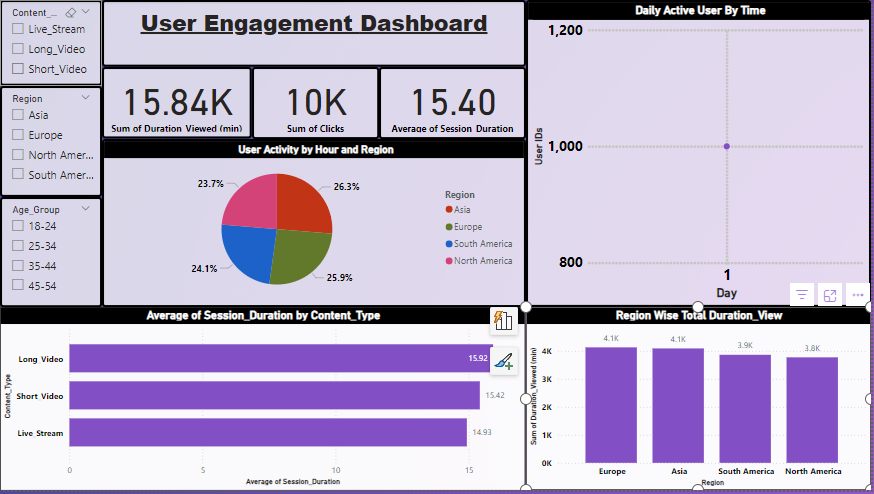 Content_...
Live_Stream
Long_Video
Short_Video
Region
Asia
Europe
North Amer...
South Amer...
Age_Group
18-24
25-34
35-44
45-54
User Engagement Dashboard
15.84K
Sum of Duration_Viewed (min)
10K
Sum of Clicks
15.40
Average of Session_Duration
User Activity by Hour and Region
23.7%
26.3%
24.1%
25.9%
Region
Asia
Europe
South America
North America
Daily Active User By Time
User IDs
1,200
1,000
800
1
Day
Average of Session_Duration by Content_Type
Content_Type
Long Video
15.92
Short Video
15.42
Live Stream
14.93
0
5
10
15
Average of Session_Duration
Region Wise Total Duration_View
Sum of Duration_Viewed (min)
4K
3K
2K
1K
0K
4.1K
4.1K
3.9K
3.8K
Europe
Asia
South America
North America
Region